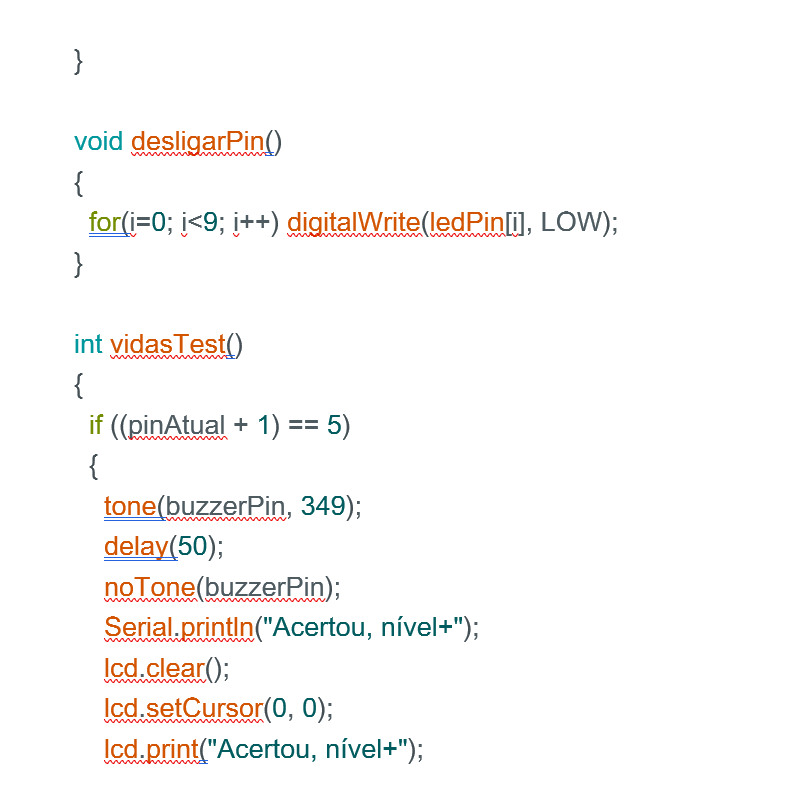 }
void desligarPin()
{
for(i=0; i<9; i++) digitalWrite(ledPin[i], LOW);
}
int vidasTest()
{
if ((pinAtual + 1) == 5)
{
tone(buzzerPin, 349);
delay(50);
noTone(buzzerPin);
Serial.println("Acertou, nível+");
lcd.clear();
lcd.setCursor(0, 0);
lcd.print("Acertou, nível+");